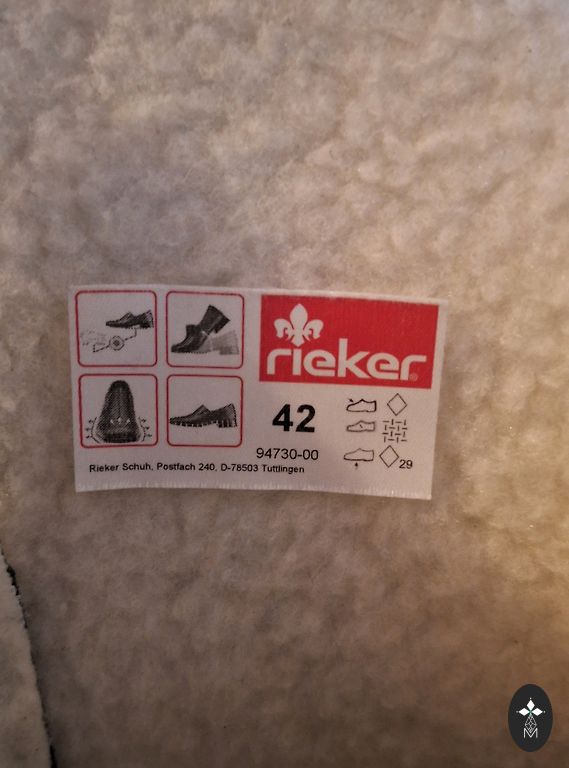 rieker®
42
94730-00
29
Rieker Schuh, Postfach 240, D-78503 Tuttlingen
M